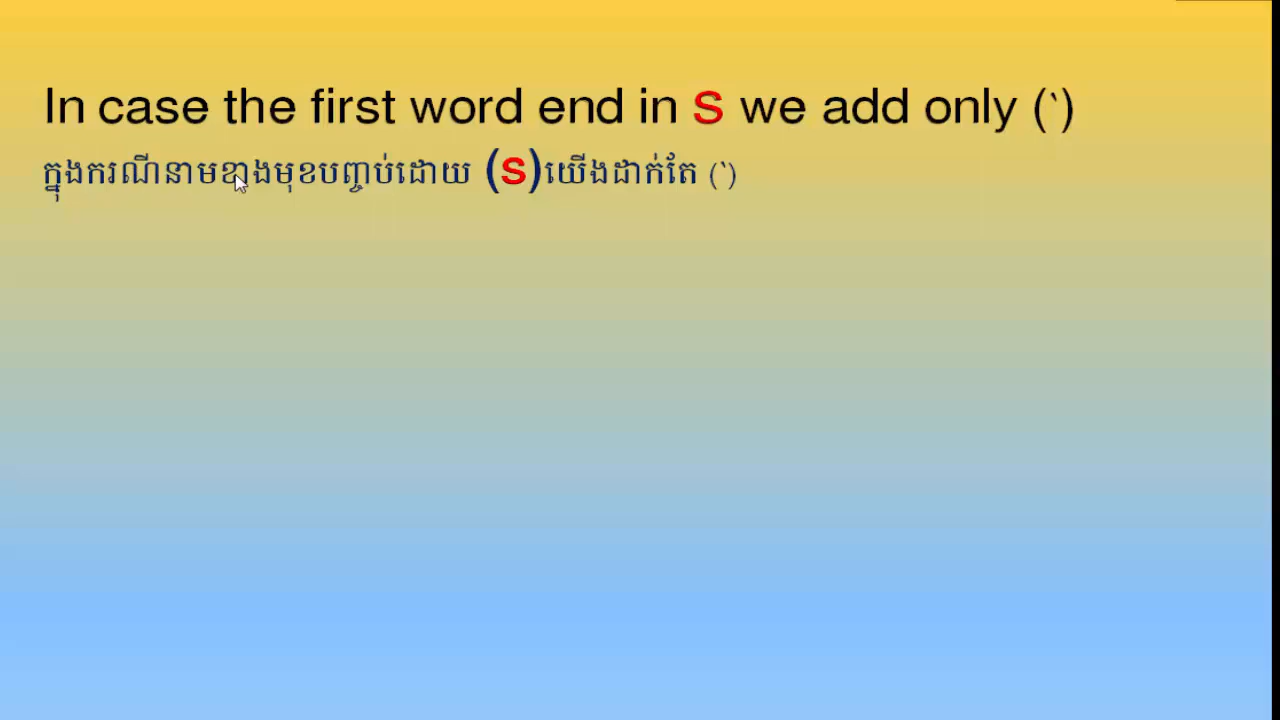 In case the first word end in S we add only (`)
ក្នុងករណីនាមខាងមុខបញ្ចប់ដោយ (S)យើងដាក់តែ (`)